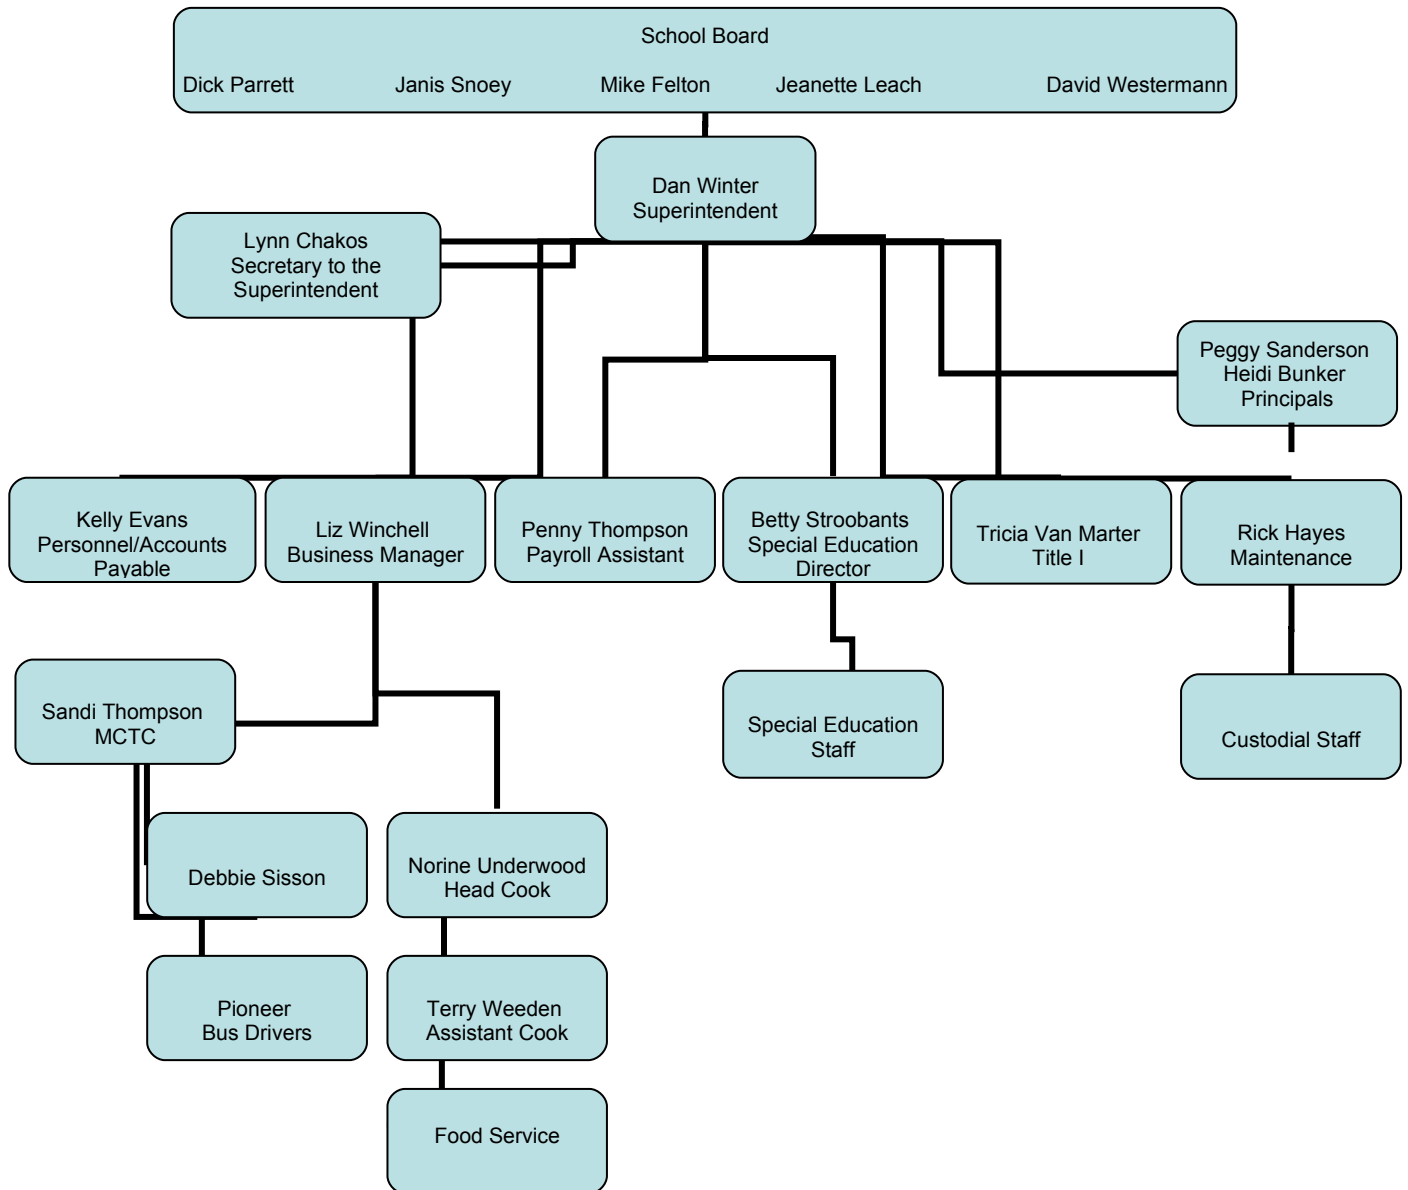 School Board
Dick Parrett Janis Snoey Mike Felton Jeanette Leach David Westermann
Dan Winter
Superintendent
Lynn Chakos
Secretary to the
Superintendent
Peggy Sanderson
Heidi Bunker
Principals
Kelly Evans
Personnel/Accounts
Payable
Liz Winchell
Business Manager
Penny Thompson
Payroll Assistant
Betty Stroobants
Special Education
Director
Tricia Van Marter
Title I
Rick Hayes
Maintenance
Sandi Thompson
MCTC
Special Education
Staff
Custodial Staff
Debbie Sisson
Norine Underwood
Head Cook
Pioneer
Bus Drivers
Terry Weeden
Assistant Cook
Food Service